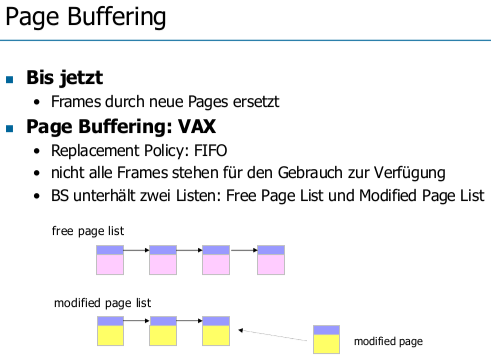 Page Buffering
Bis jetzt
Frames durch neue Pages ersetzt
Page Buffering: VAX
Replacement Policy: FIFO
nicht alle Frames stehen für den Gebrauch zur Verfügung
BS unterhält zwei Listen: Free Page List und Modified Page List
free page list
modified page list
modified page